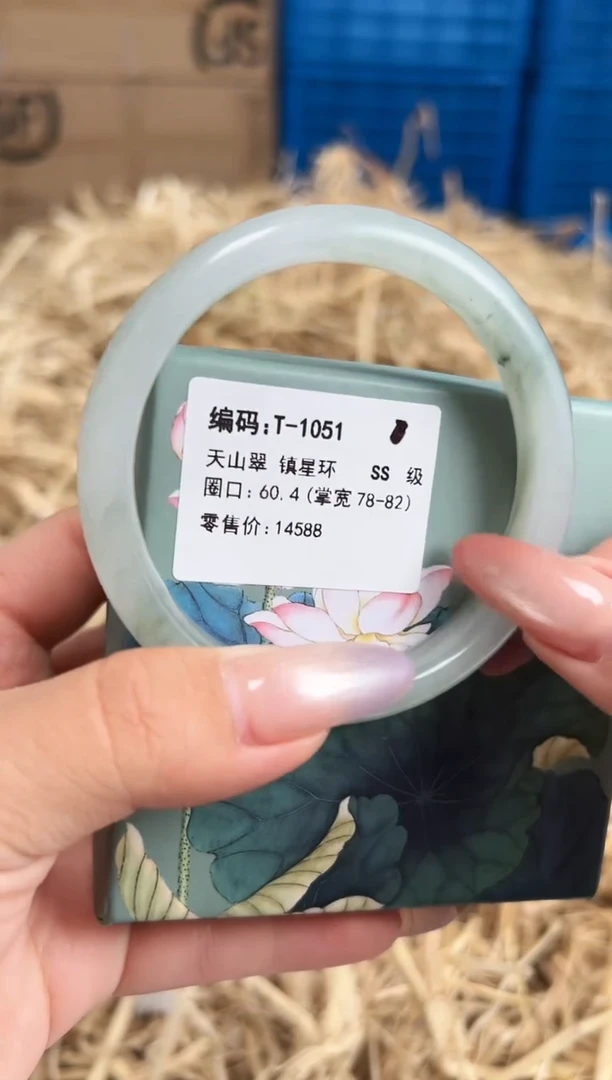 编码:T-1051
天山翠 镇星环 SS 级
圈口:60.4(掌宽78-82)
零售价:14588